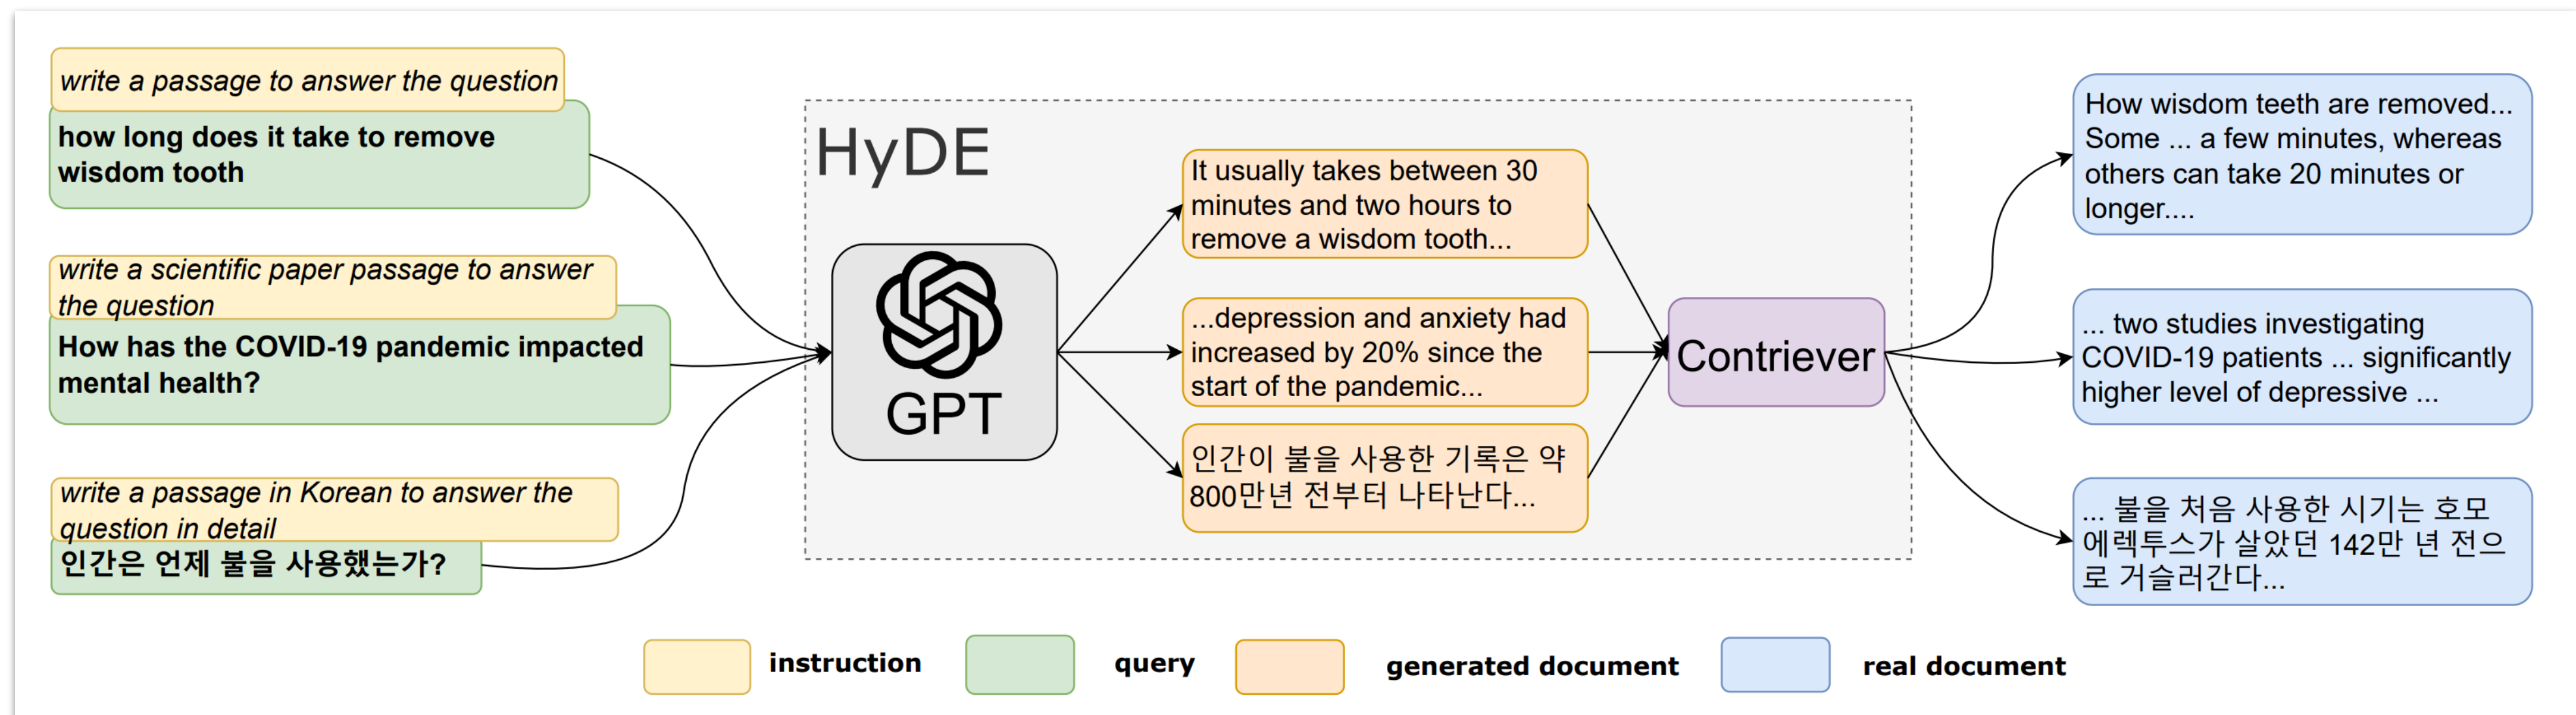 write a passage to answer the question
how long does it take to remove
wisdom tooth
write a scientific paper passage to answer
the question
How has the COVID-19 pandemic impacted
mental health?
write a passage in Korean to answer the
question in detail
인간은 언제 불을 사용했는가?
HyDE
GPT
It usually takes between 30
minutes and two hours to
remove a wisdom tooth...
...depression and anxiety had
increased by 20% since the
start of the pandemic...
인간이 불을 사용한 기록은 약
800만년 전부터 나타난다...
Contriever
How wisdom teeth are removed...
Some ... a few minutes, whereas
others can take 20 minutes or
longer....
... two studies investigating
COVID-19 patients ... significantly
higher level of depressive ...
... 불을 처음 사용한 시기는 호모
에렉투스가 살았던 142만 년 전으
로 거슬러간다...
instruction
query
generated document
real document